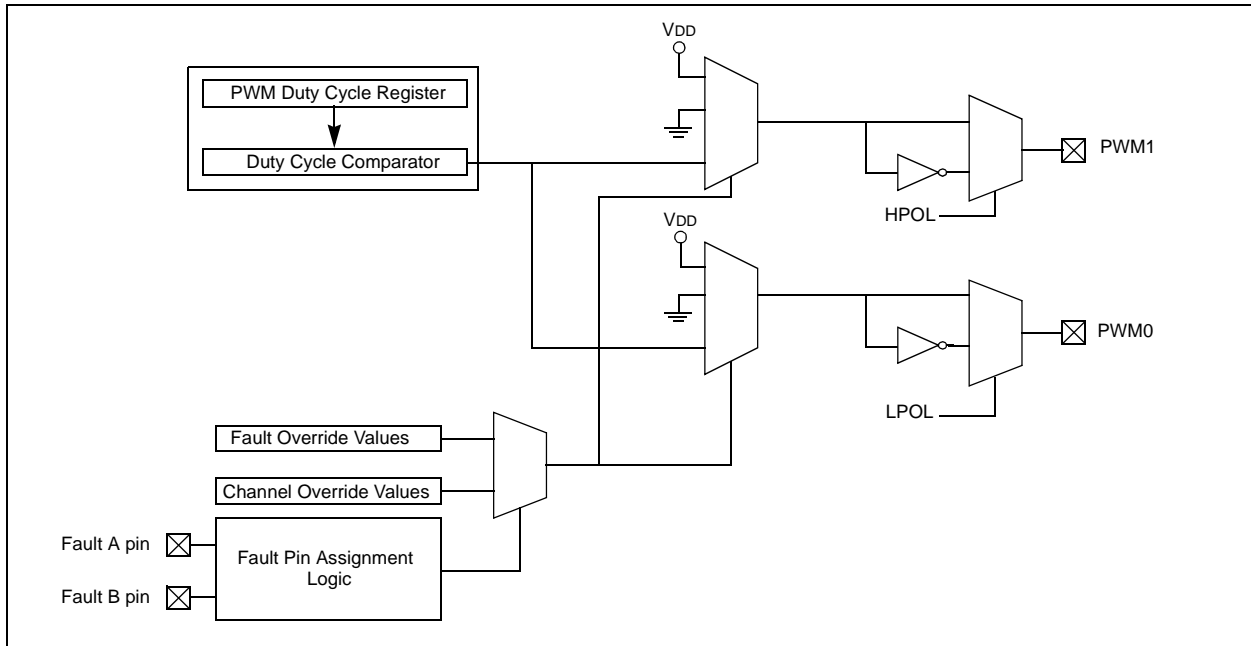 VDD
PWM Duty Cycle Register
Duty Cycle Comparator
PWM1
HPOL
VDD
PWM0
LPOL
Fault Override Values
Channel Override Values
Fault A pin
Fault Pin Assignment
Logic
Fault B pin